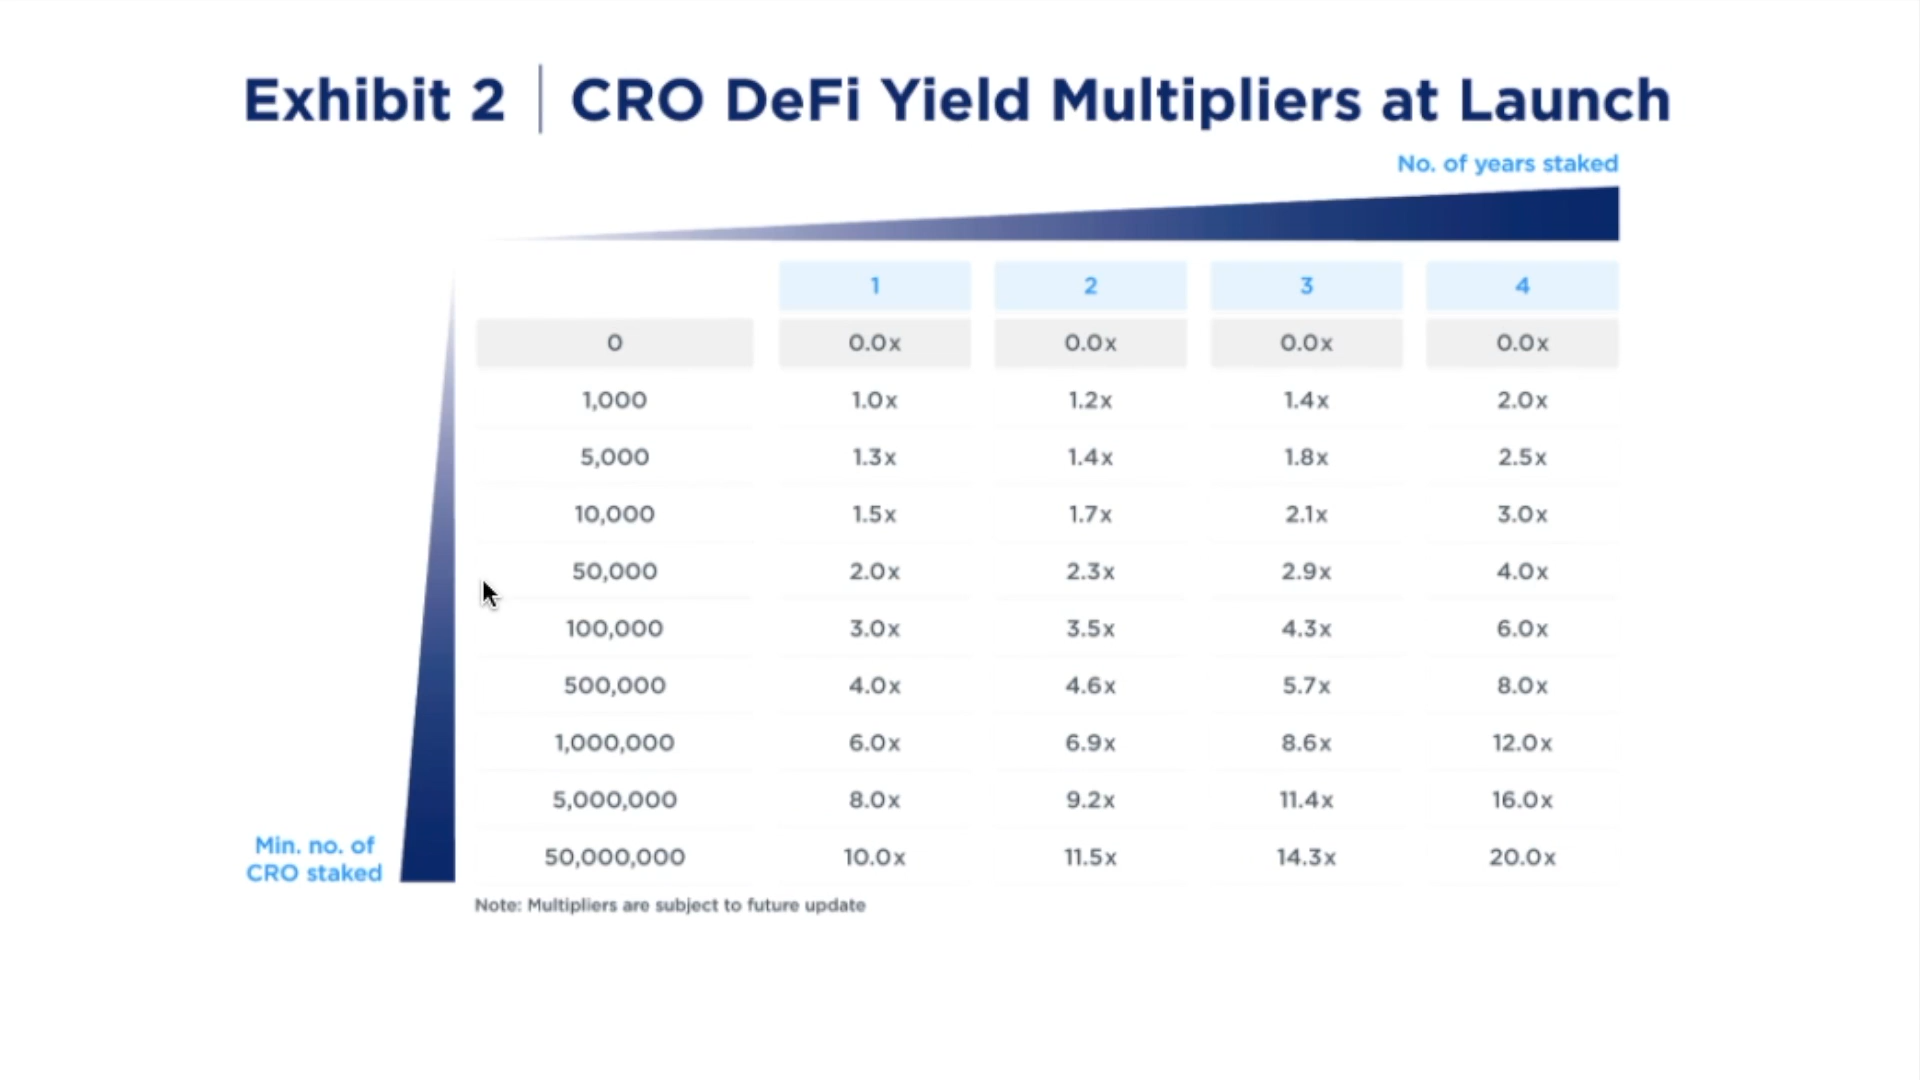 Exhibit 2 | CRO DeFi Yield Multipliers at Launch
No. of years staked
1 2 3 4
0 0.0x 0.0x 0.0x 0.0x
1,000 1.0x 1.2x 1.4x 2.0x
5,000 1.3x 1.4x 1.8x 2.5x
10,000 1.5x 1.7x 2.1x 3.0x
50,000 2.0x 2.3x 2.9x 4.0x
100,000 3.0x 3.5x 4.3x 6.0x
500,000 4.0x 4.6x 5.7x 8.0x
1,000,000 6.0x 6.9x 8.6x 12.0x
5,000,000 8.0x 9.2x 11.4x 16.0x
50,000,000 10.0x 11.5x 14.3x 20.0x
Min. no. of
CRO staked
Note: Multipliers are subject to future update